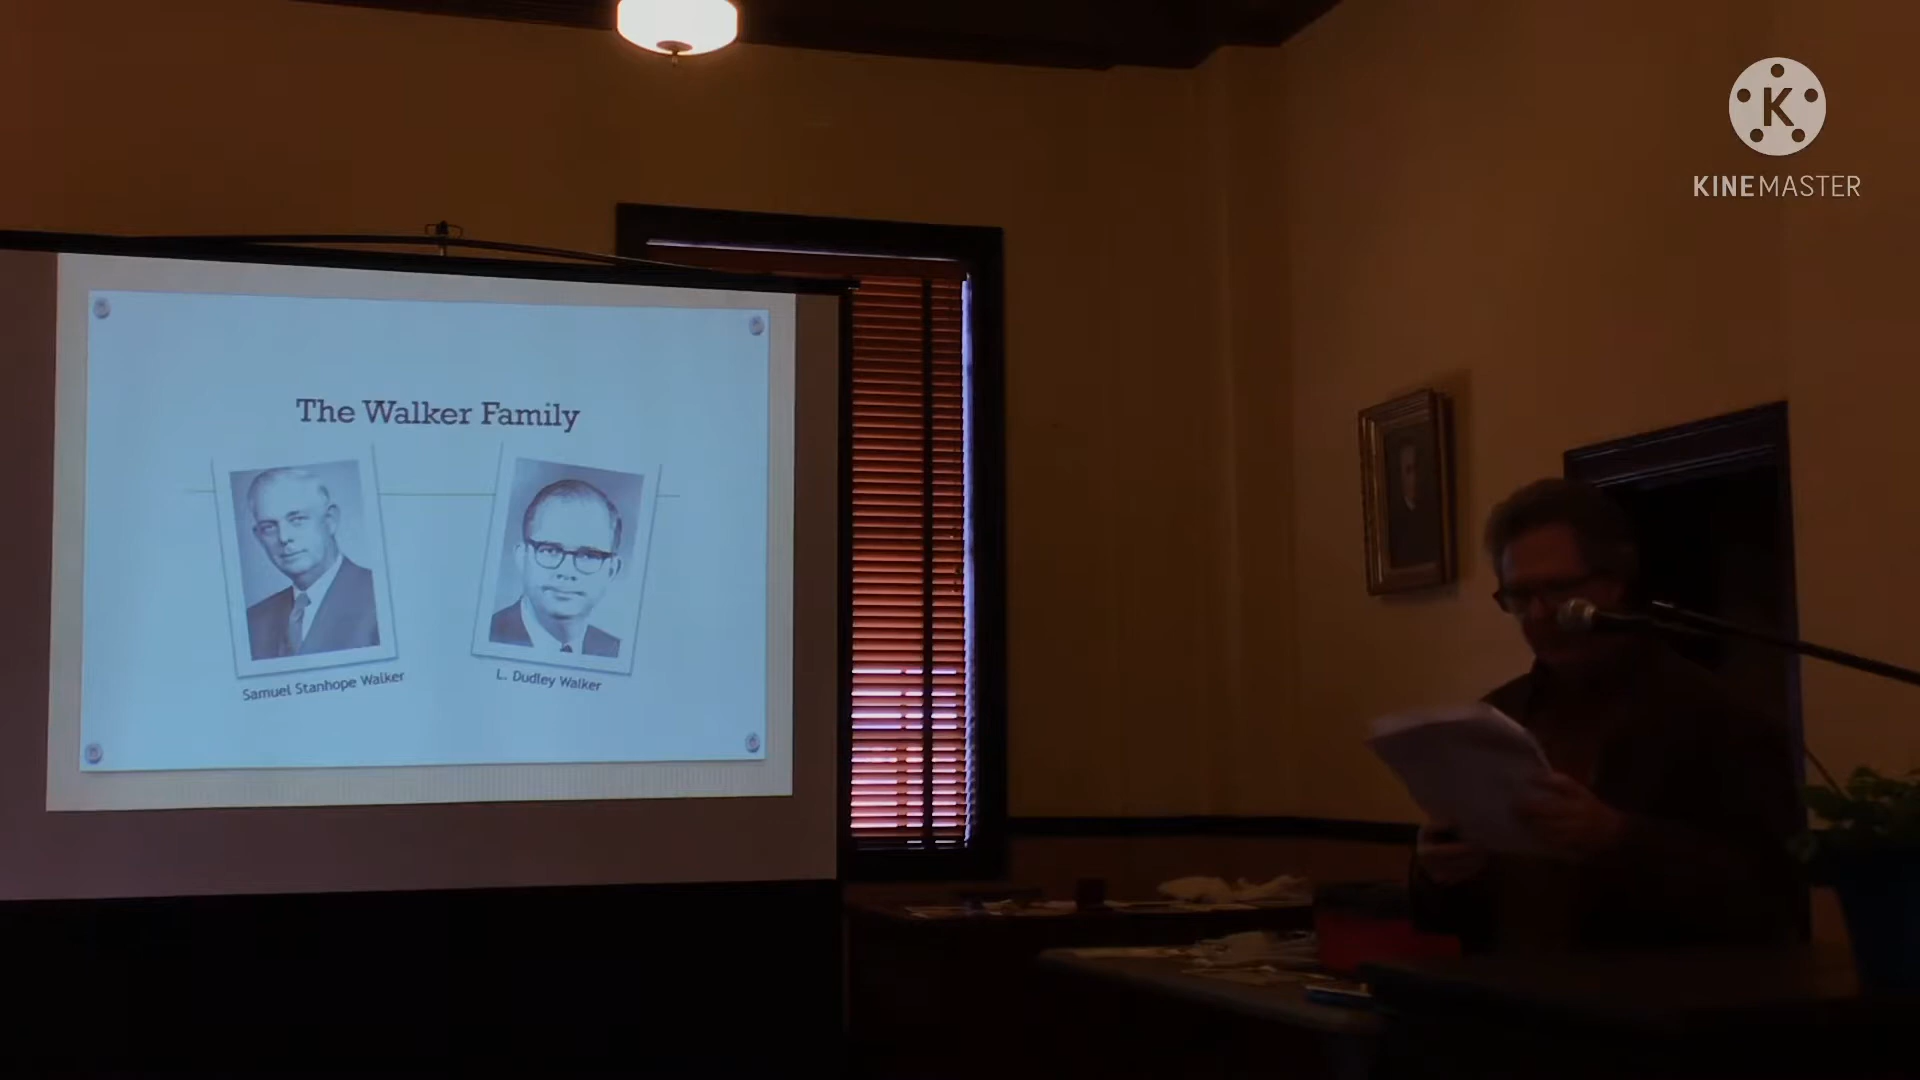 K
KINEMASTER
The Walker Family
Samuel Stanhope Walker
L. Dudley Walker